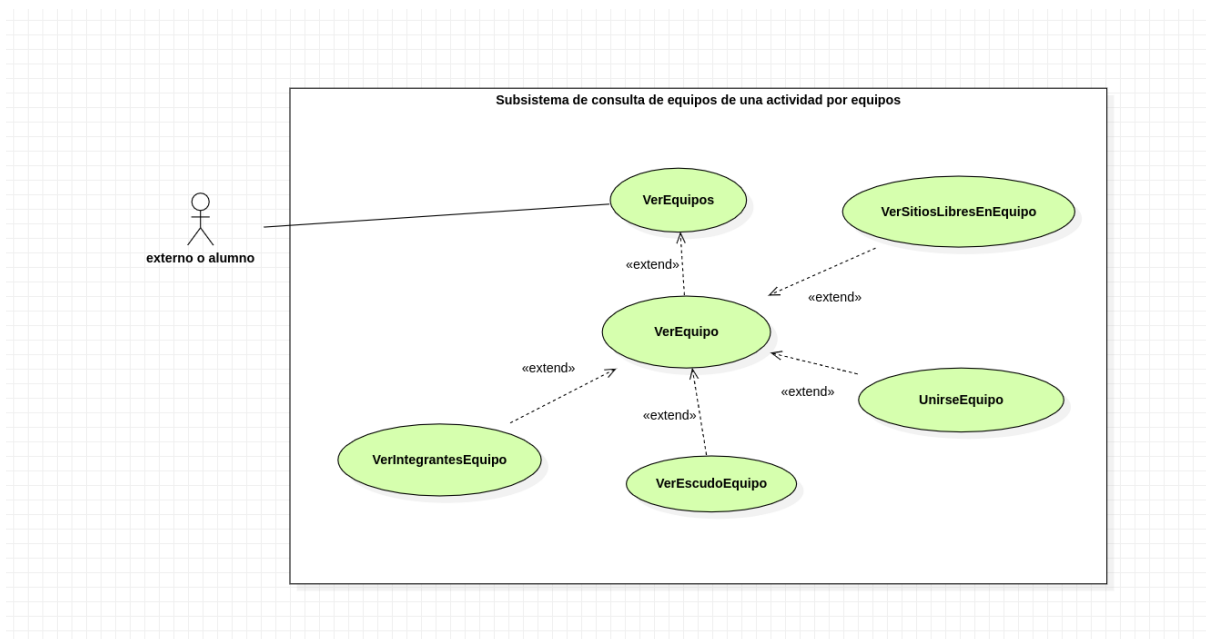 Subsistema de consulta de equipos de una actividad por equipos
VerEquipos
VerSitiosLibresEnEquipo
externo o alumno
«extend»
«extend»
VerEquipo
«extend»
«extend»
UnirseEquipo
«extend»
VerIntegrantesEquipo
VerEscudoEquipo